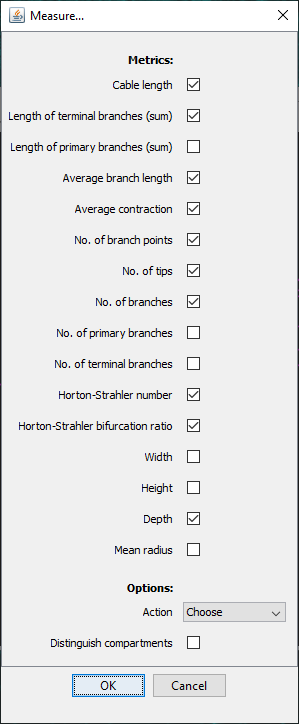 Measure...
Metrics:
Cable length
Length of terminal branches (sum)
Length of primary branches (sum)
Average branch length
Average contraction
No. of branch points
No. of tips
No. of branches
No. of primary branches
No. of terminal branches
Horton-Strahler number
Horton-Strahler bifurcation ratio
Width
Height
Depth
Mean radius
Options:
Action Choose
Distinguish compartments
OK Cancel